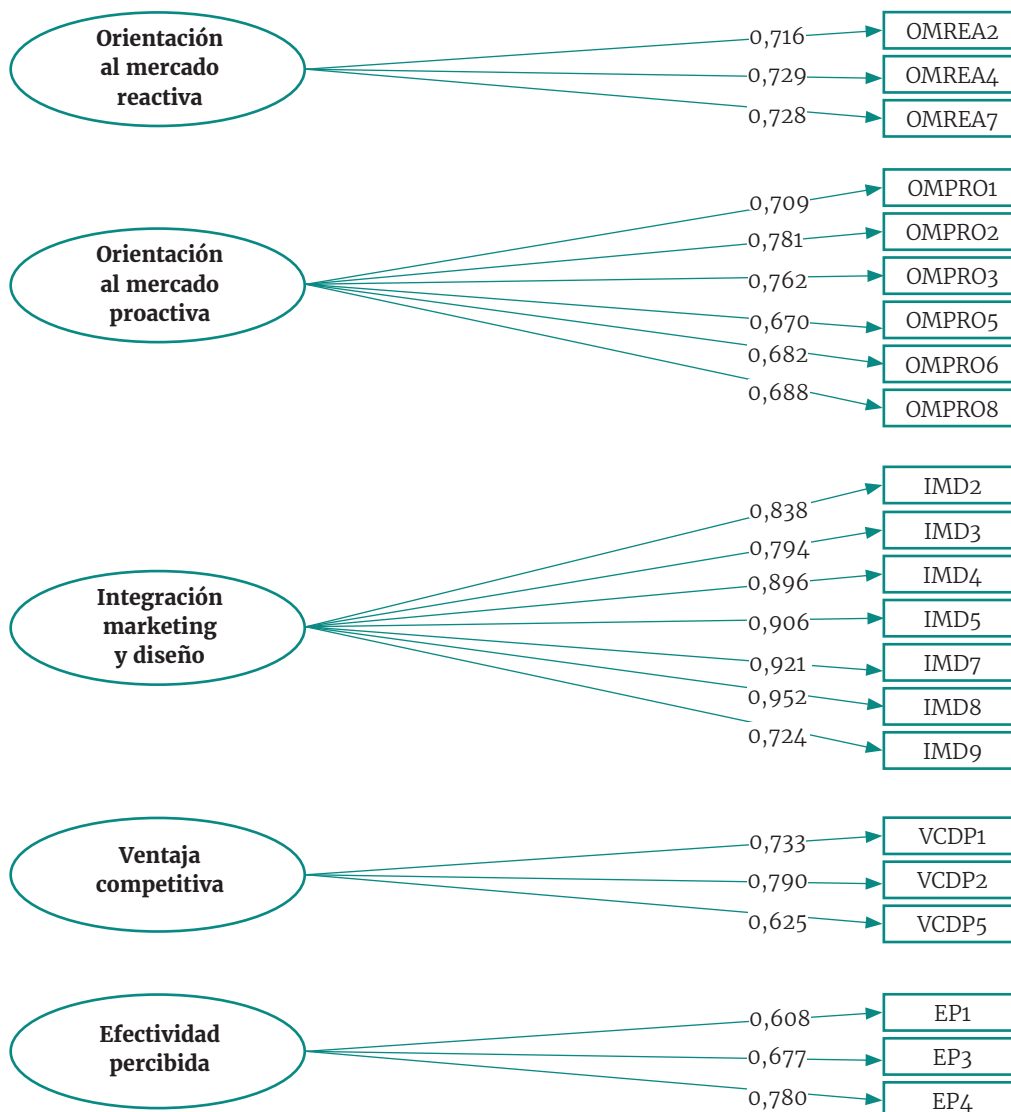 Orientación
al mercado
reactiva
0,716
OMREA2
0,729
OMREA4
0,728
OMREA7
Orientación
al mercado
proactiva
0,709
OMPRO1
0,781
OMPRO2
0,762
OMPRO3
0,670
OMPRO5
0,682
OMPRO6
0,688
OMPRO8
Integración
marketing
y diseño
0,838
IMD2
0,794
IMD3
0,896
IMD4
0,906
IMD5
0,921
IMD7
0,952
IMD8
0,724
IMD9
Ventaja
competitiva
0,733
VCDP1
0,790
VCDP2
0,625
VCDP5
Efectividad
percibida
0,608
EP1
0,677
EP3
0,780
EP4